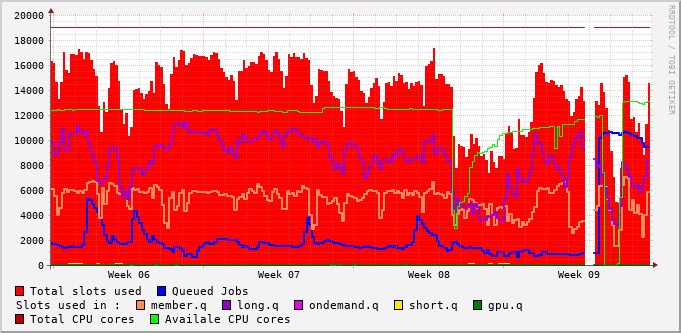 20000
18000
16000
14000
12000
10000
8000
6000
4000
2000
0
Week 06 Week 07 Week 08 Week 09
RRDTOOL / TOBI OETIKER
Total slots used Queued Jobs
Slots used in : member.q long.q ondemand.q short.q gpu.q
Total CPU cores Availale CPU cores